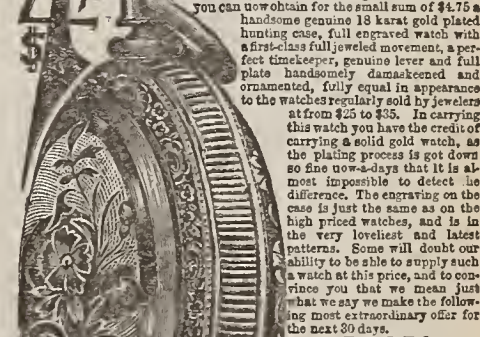 you can now obtain for the small sum of $4.75 a
handsome genuine 18 karat gold plated
hunting case, full engraved watch with
a first-class full jeweled movement, a per-
fect timekeeper, genuine lever and full
plate handsomely damaskeened and
ornamented, fully equal in appearance
to the watches regularly sold by jewelers
at from $25 to $35. In carrying
this watch you have the credit of
carrying a solid gold watch, as
the plating process is got down
so fine now-a-days that it is al-
most impossible to detect he
difference. The engraving on the
case is just the same as on the
high priced watches, and is in
the very loveliest and latest
patterns. Some will doubt our
ability to be able to supply such
a watch at this price, and to con-
vince you that we mean just
what we say we make the follow-
ing most extraordinary offer for
the next 30 days.